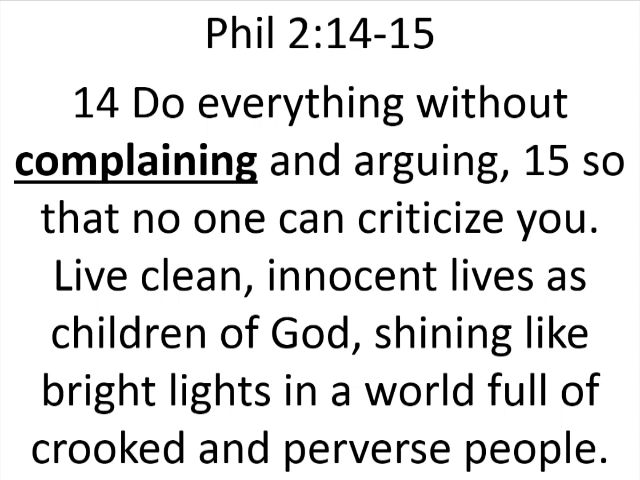 Phil 2:14-15
14 Do everything without
complaining and arguing, 15 so
that no one can criticize you.
Live clean, innocent lives as
children of God, shining like
bright lights in a world full of
crooked and perverse people.